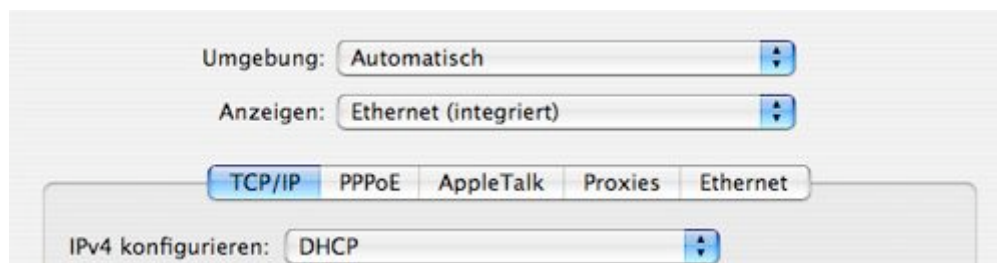 Umgebung: Automatisch
Anzeigen: Ethernet (integriert)
TCP/IP PPPoE AppleTalk Proxies Ethernet
IPv4 konfigurieren: DHCP